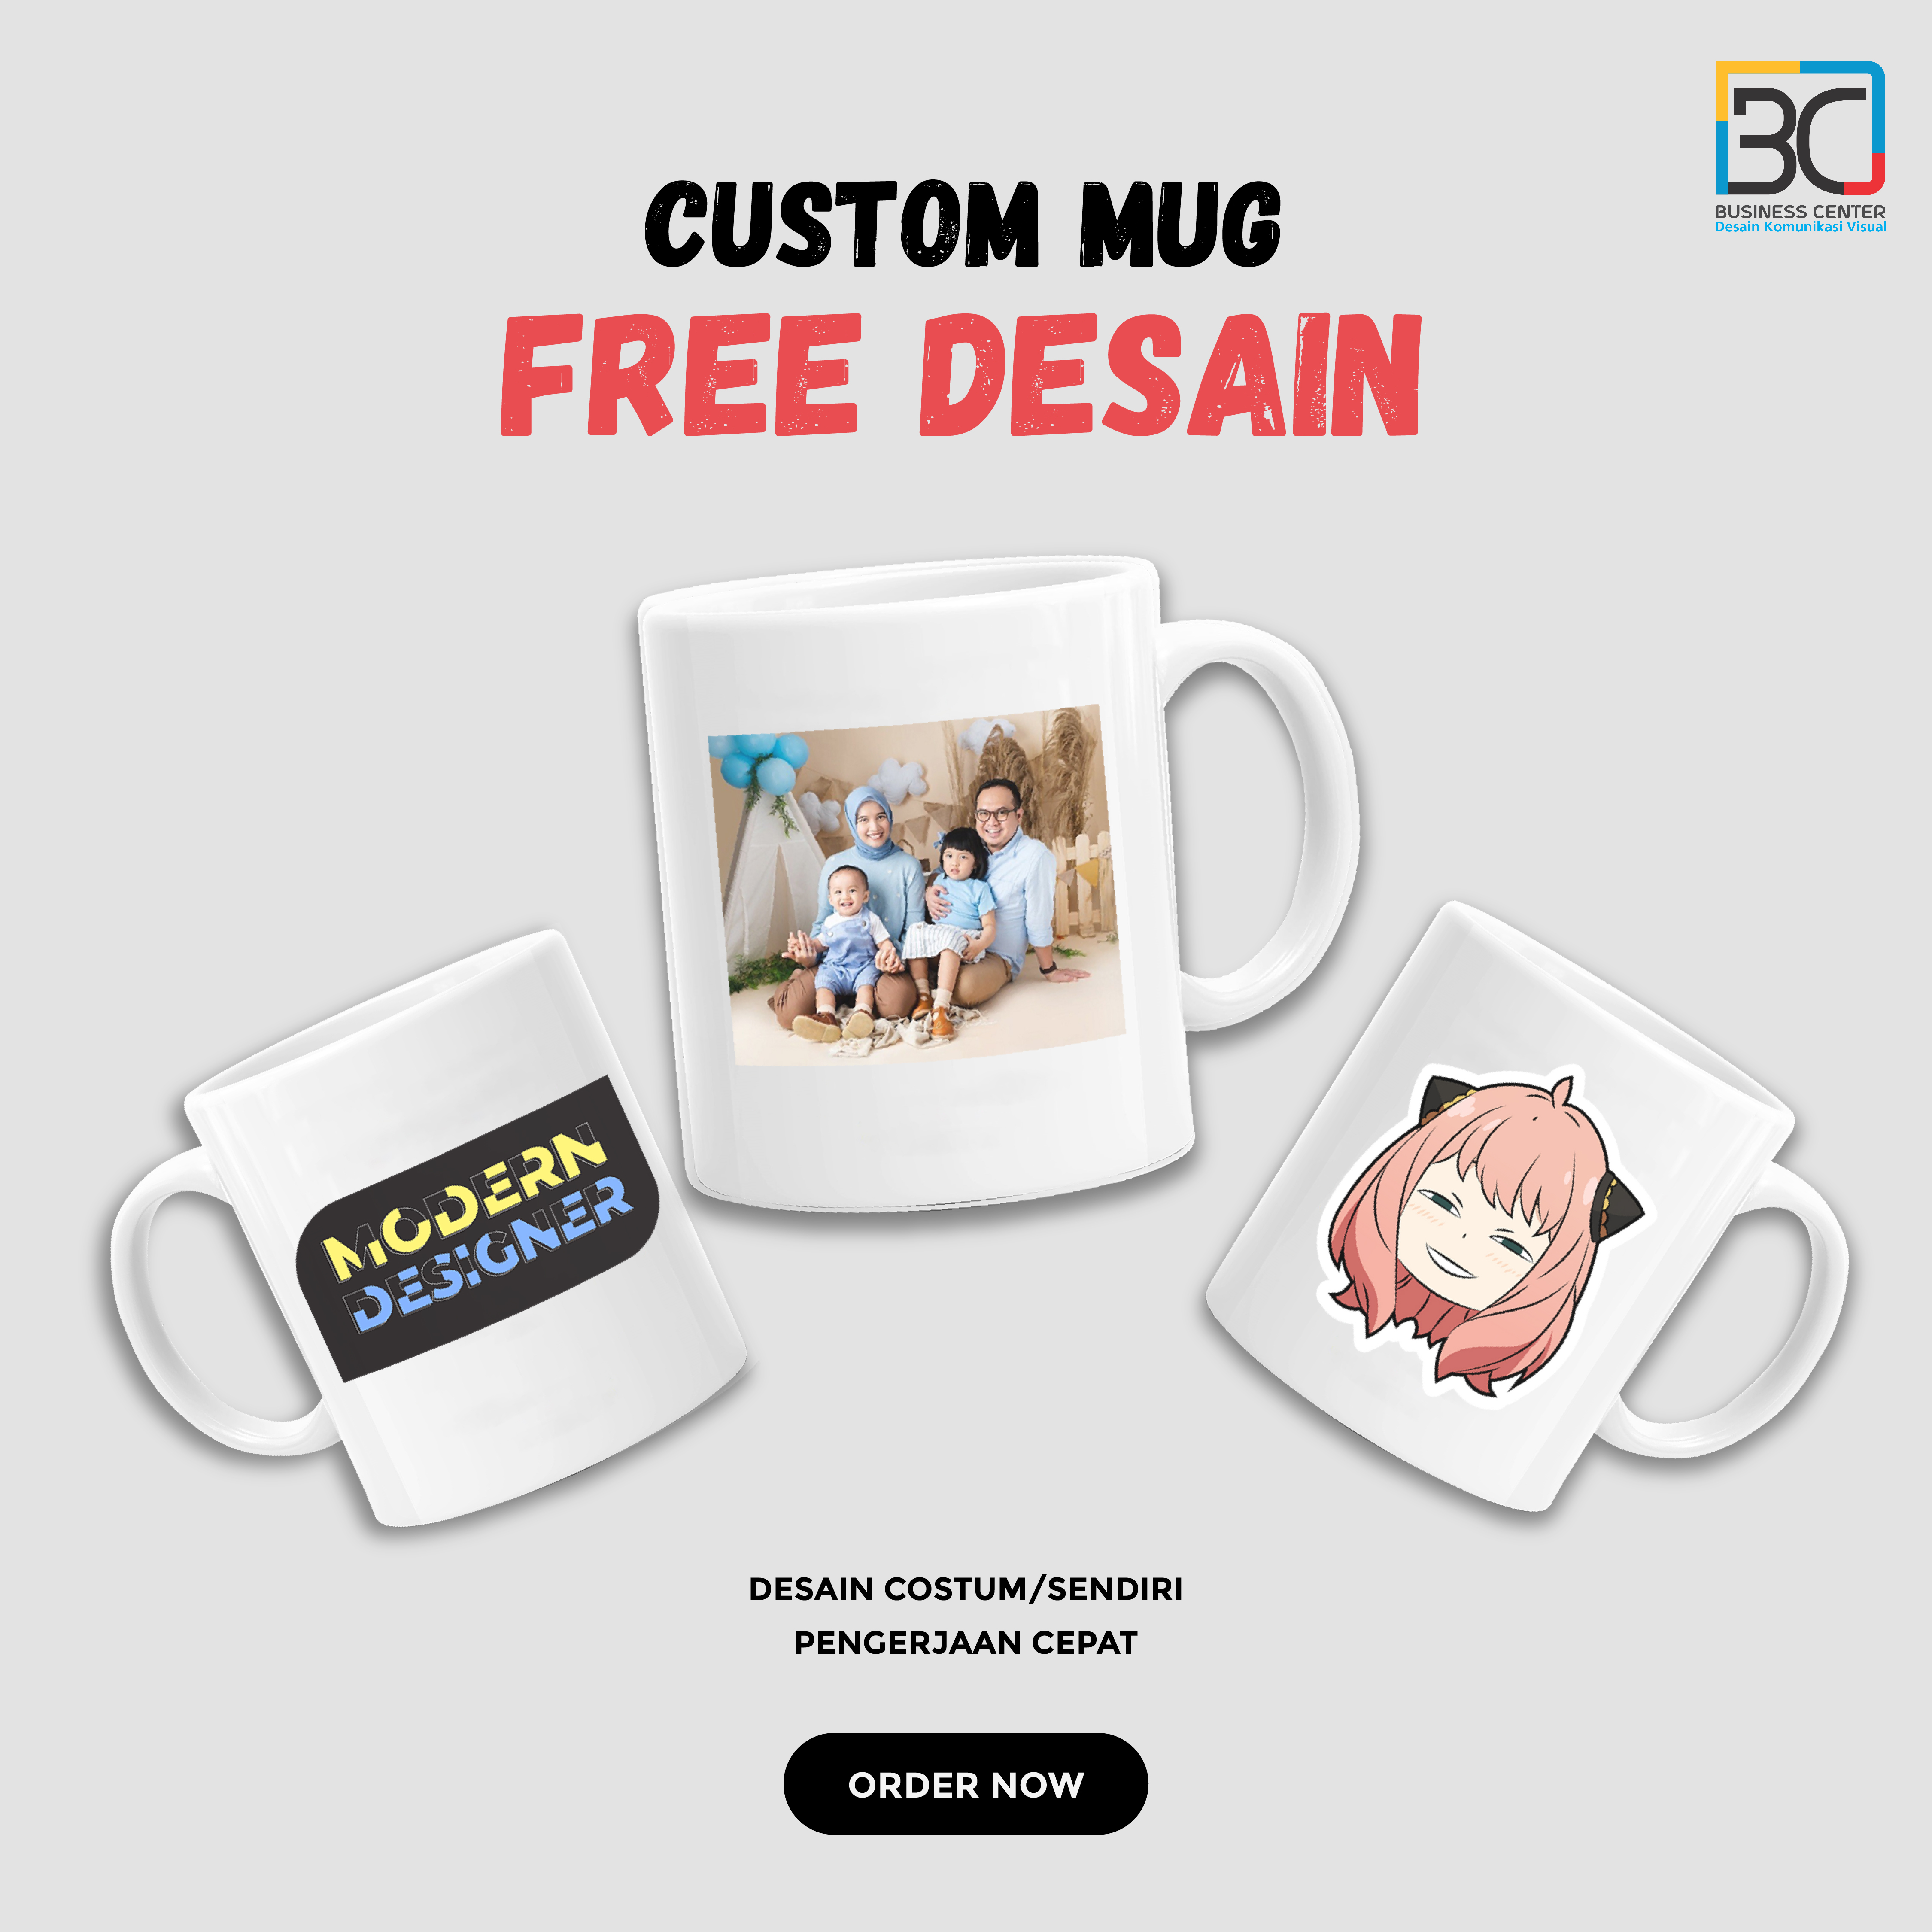 BC
BUSINESS CENTER
Desain Komunikasi Visual
CUSTOM MUG
FREE DESAIN
MODERN
DESIGNER
DESAIN COSTUM/SENDIRI
PENGERJAAN CEPAT
ORDER NOW